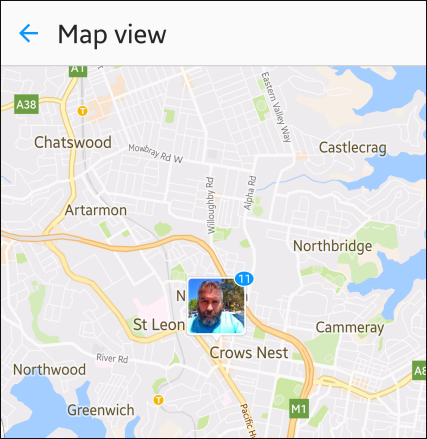 Map view
A1
A38
Eastern Valley Way
Chatswood
Mowbray Rd W
Castlecrag
Willoughby Rd
Alpha Rd
Artarmon
Northbridge
11
N
St Leon
Cammeray
Crows Nest
River Rd
Northwood
Greenwich
Pacific H
M1
A8